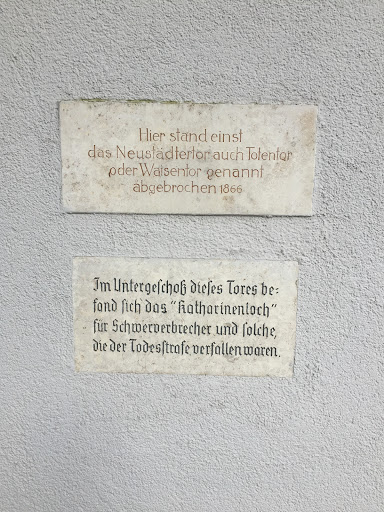 Hier stand einst
das Neustädtertor auch Totentor
oder Waisentor genannt
abgebrochen 1866
Im Untergeschoß dieses Tores be=
fand sich das "Katharinenloch"
für Schwerverbrecher und solche,
die der Todesstrafe verfallen waren.